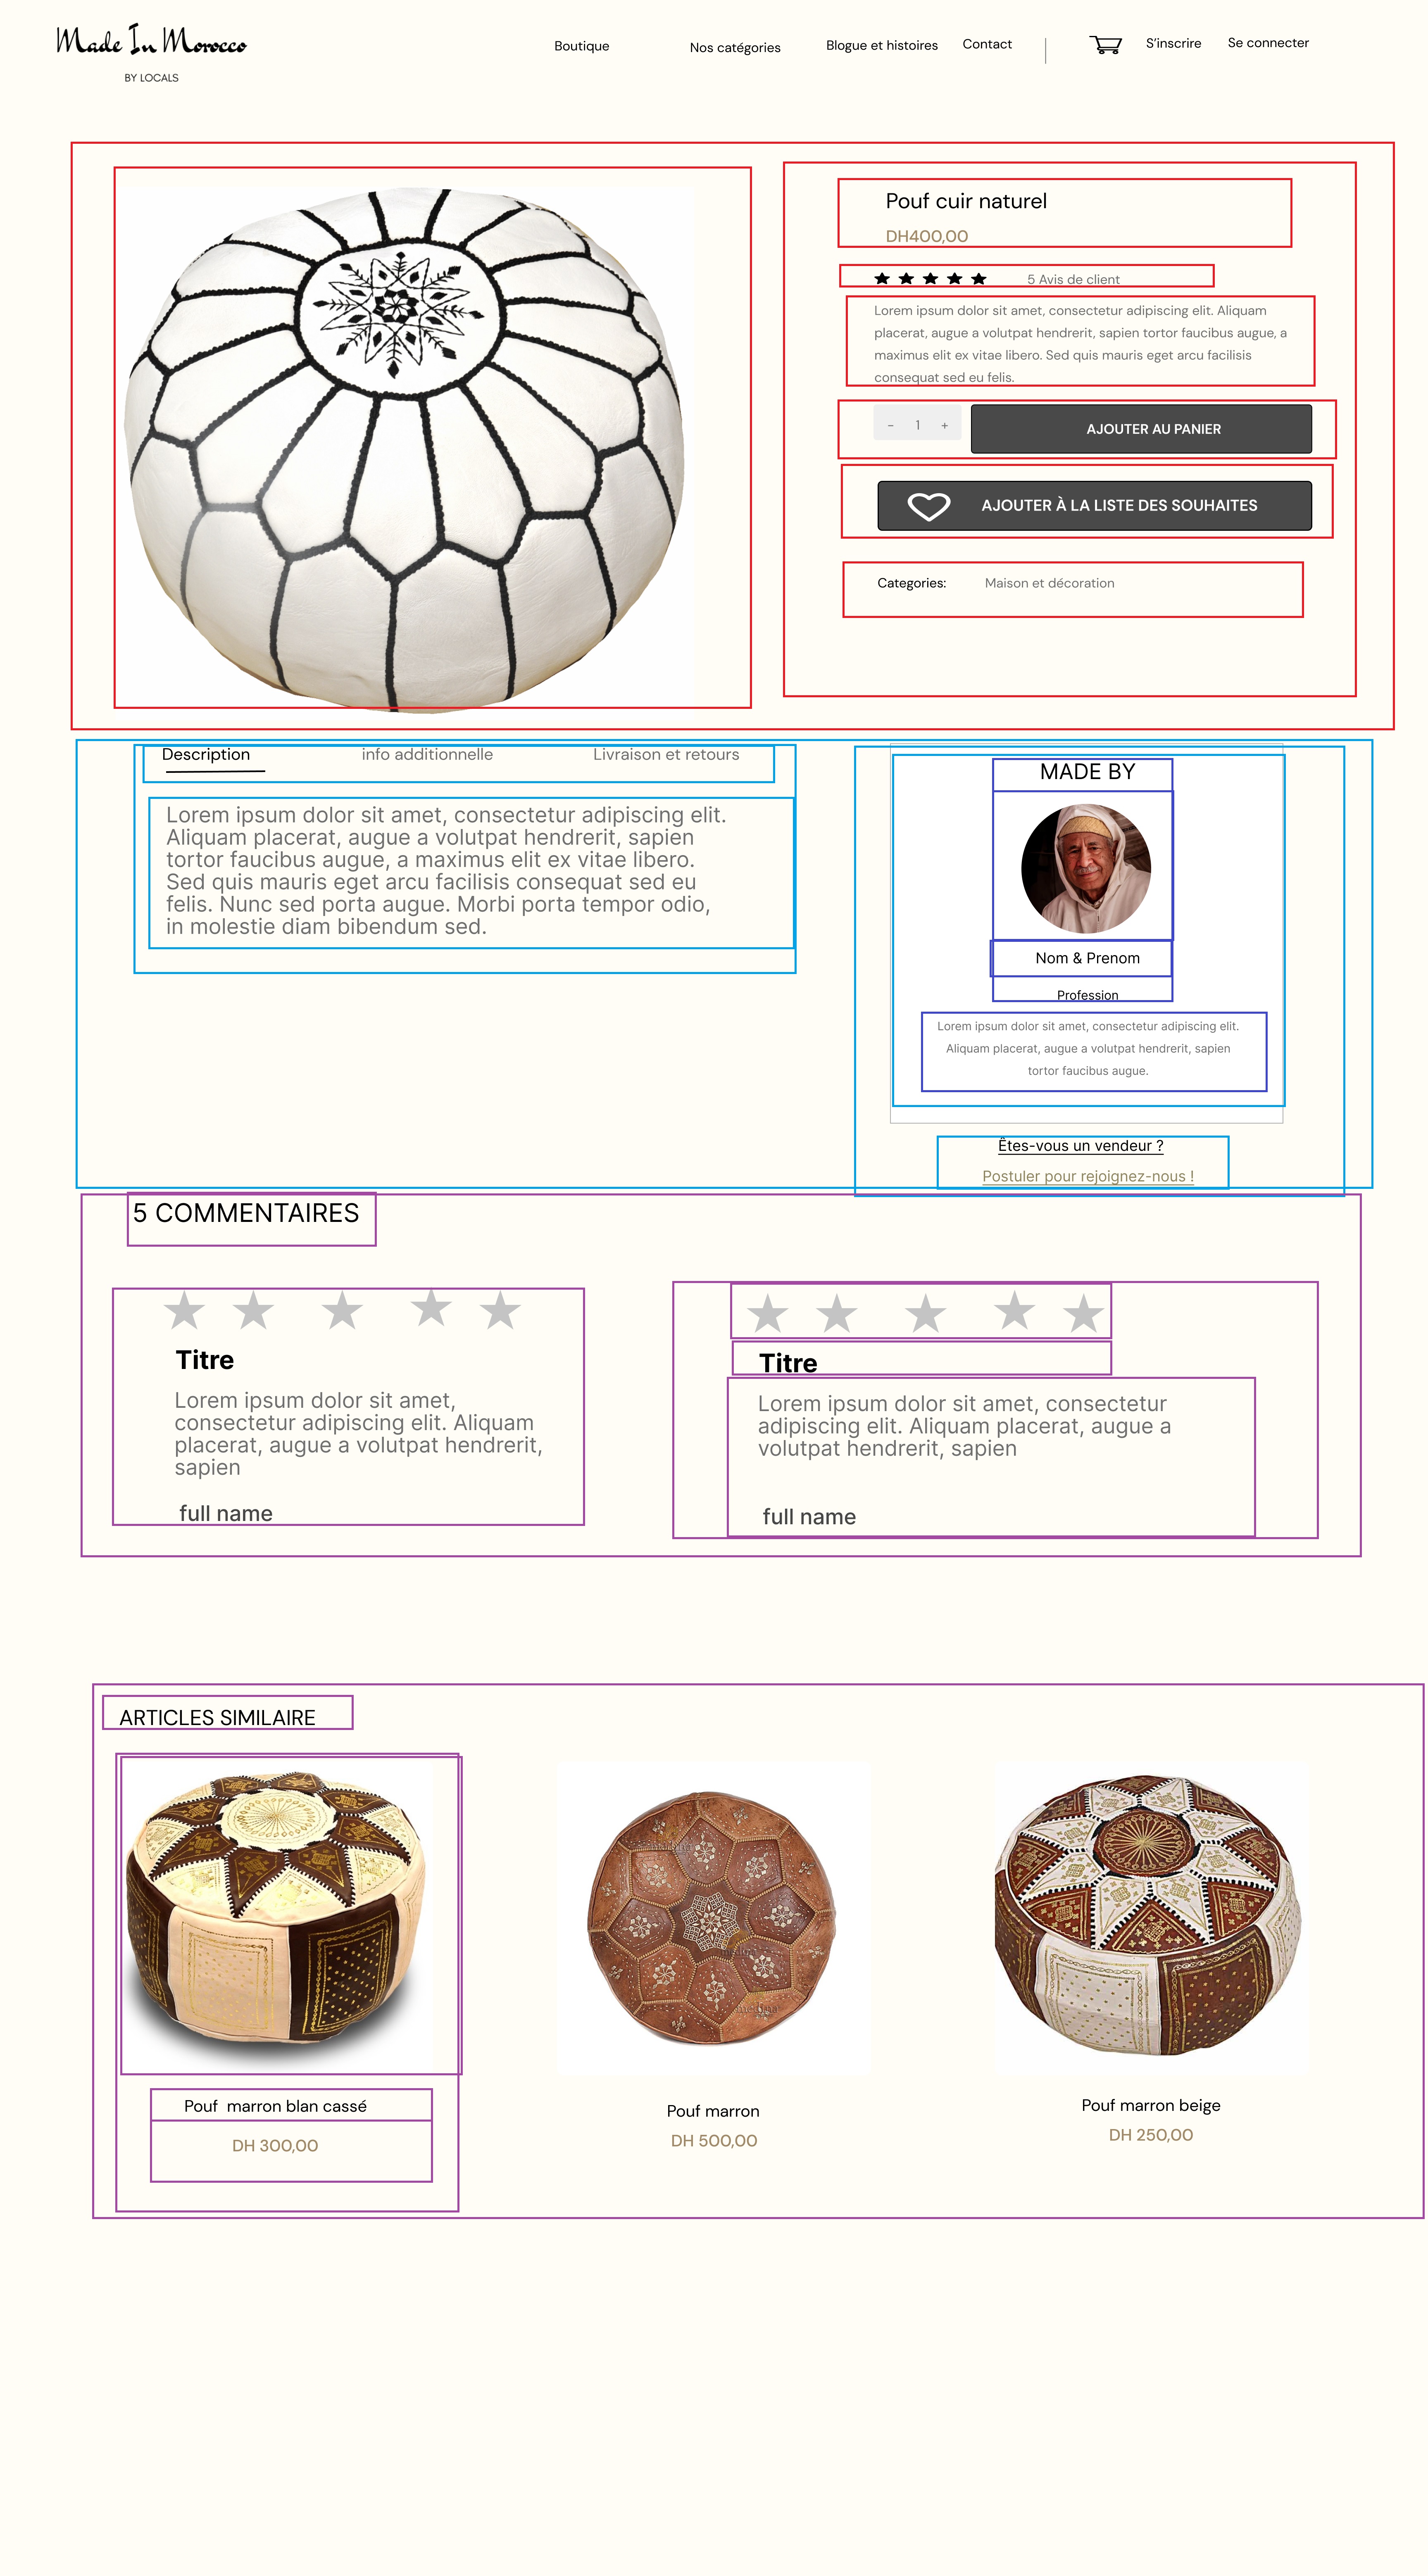 Made In Morocco
BY LOCALS
Boutique
Nos catégories
Blogue et histoires
Contact
S'inscrire
Se connecter
Pouf cuir naturel
DH400,00
5 Avis de client
Lorem ipsum dolor sit amet, consectetur adipiscing elit. Aliquam
placerat, augue a volutpat hendrerit, sapien tortor faucibus augue, a
maximus elit ex vitae libero. Sed quis mauris eget arcu facilisis
consequat sed eu felis.
- 1 +
AJOUTER AU PANIER
AJOUTER À LA LISTE DES SOUHAITES
Categories: Maison et décoration
Description
info additionnelle
Livraison et retours
Lorem ipsum dolor sit amet, consectetur adipiscing elit.
Aliquam placerat, augue a volutpat hendrerit, sapien
tortor faucibus augue, a maximus elit ex vitae libero.
Sed quis mauris eget arcu facilisis consequat sed eu
felis. Nunc sed porta augue. Morbi porta tempor odio,
in molestie diam bibendum sed.
MADE BY
Nom & Prenom
Profession
Lorem ipsum dolor sit amet, consectetur adipiscing elit.
Aliquam placerat, augue a volutpat hendrerit, sapien
tortor faucibus augue.
Êtes-vous un vendeur ?
Postuler pour rejoignez-nous !
5 COMMENTAIRES
Titre
Lorem ipsum dolor sit amet,
consectetur adipiscing elit. Aliquam
placerat, augue a volutpat hendrerit,
sapien
full name
Titre
Lorem ipsum dolor sit amet, consectetur
adipiscing elit. Aliquam placerat, augue a
volutpat hendrerit, sapien
full name
ARTICLES SIMILAIRE
Pouf marron blan cassé
DH 300,00
Pouf marron
DH 500,00
Pouf marron beige
DH 250,00